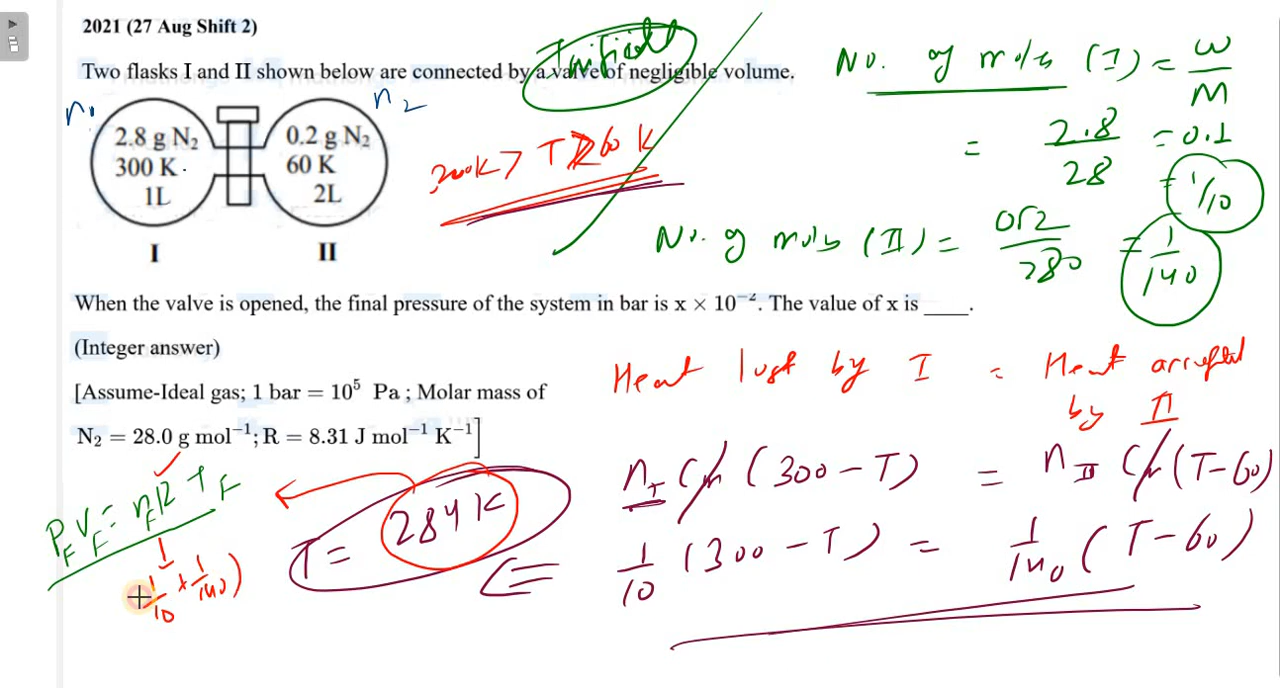 2021 (27 Aug Shift 2)
Two flasks I and II shown below are connected by a valve of negligible volume.
Initial
n₁
n₂
2.8 g N₂
300 K
1L
I
0.2 g N₂
60 K
2L
II
300K > T > 60 K
No. of mols (I) = w/M
= 2.8/28 = 0.1
= 1/10
No. of mols (II) = 0.2/280 = 1/140
When the valve is opened, the final pressure of the system in bar is x × 10⁻². The value of x is ____.
(Integer answer)
[Assume-Ideal gas; 1 bar = 10⁵ Pa ; Molar mass of
N₂ = 28.0 g mol⁻¹; R = 8.31 J mol⁻¹ K⁻¹]
Heat lost by I = Heat accepted
by II
n_I (300 - T) = n_II (T-60)
1/10 (300 - T) = 1/140 (T - 60)
T = 284 K
P_F V_F = n_F R T_F
(1/10 + 1/140)